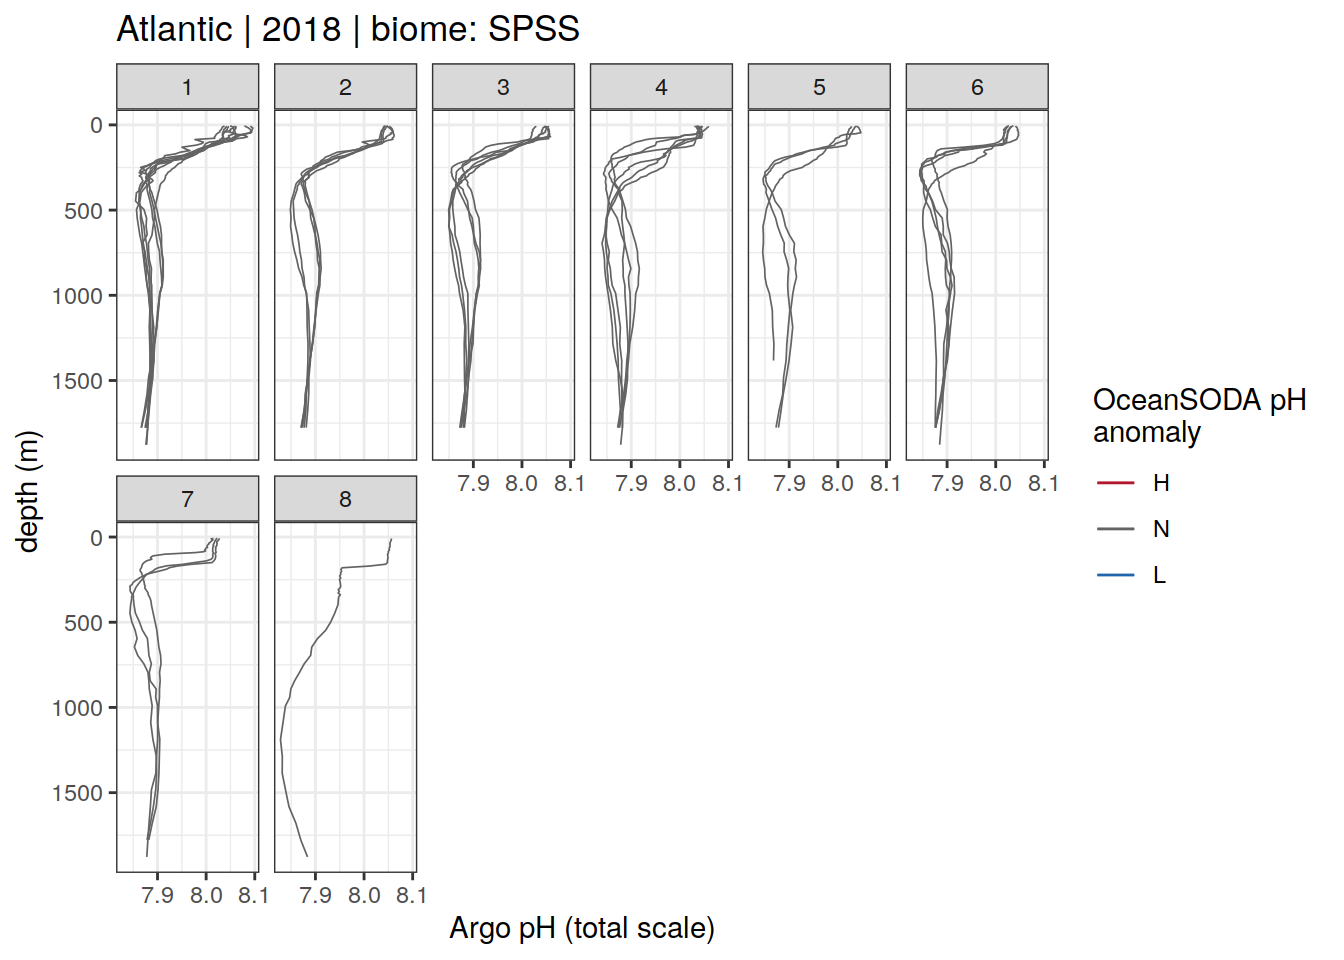 Atlantic | 2018 | biome: SPSS
1 2 3 4 5 6
0
500
1000
1500
7.9 8.0 8.1 7.9 8.0 8.1 7.9 8.0 8.1 7.9 8.0 8.1
7 8
0
500
1000
1500
7.9 8.0 8.1 7.9 8.0 8.1
depth (m)
Argo pH (total scale)
OceanSODA pH
anomaly
H
N
L